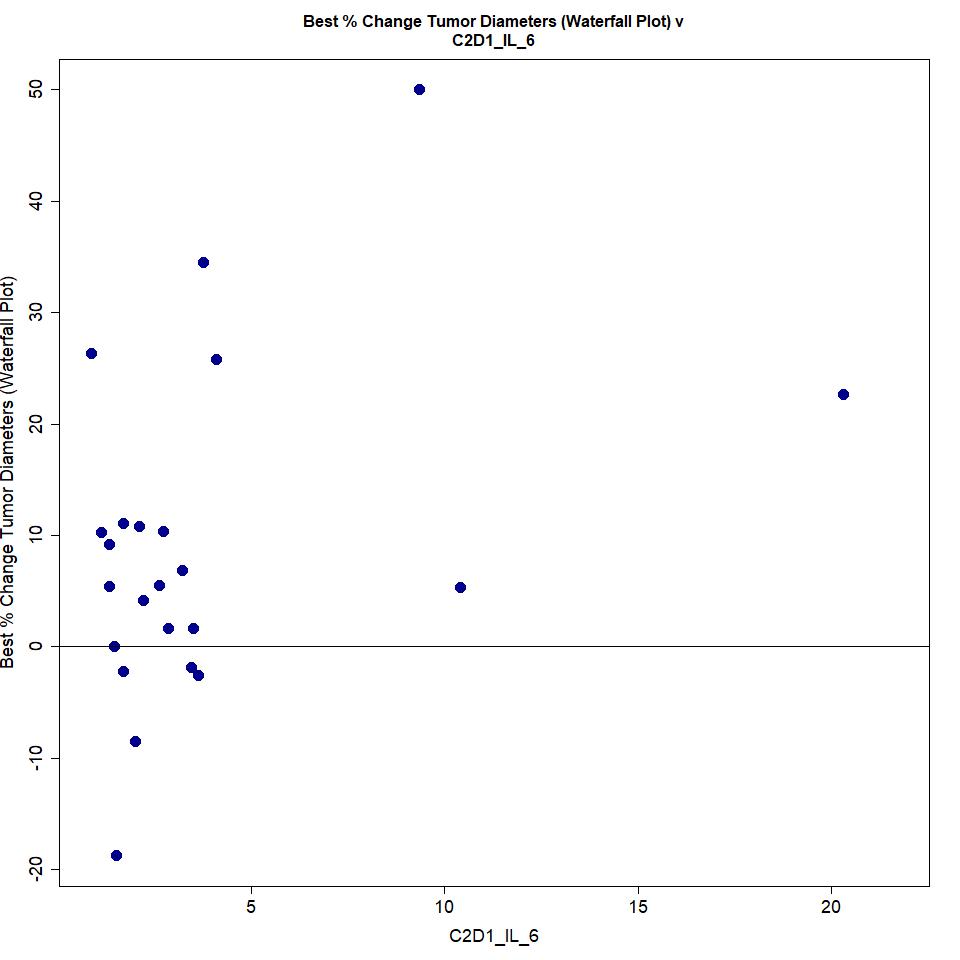 Best % Change Tumor Diameters (Waterfall Plot) v
C2D1_IL_6
Best % Change Tumor Diameters (Waterfall Plot)
50
40
30
20
10
0
-10
-20
5 10 15 20
C2D1_IL_6